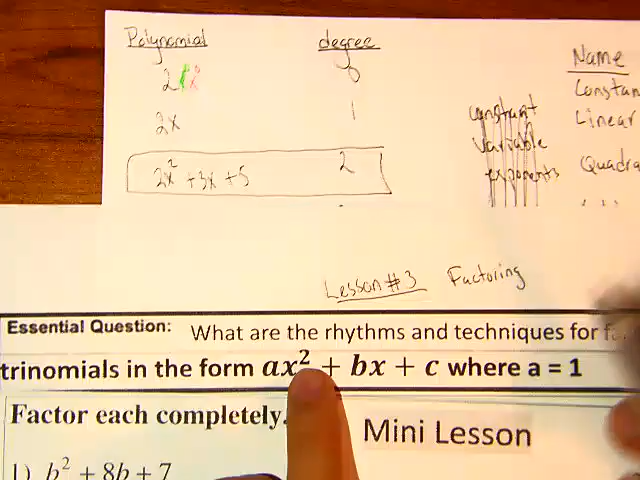 Polynomial degree Name
2 0 Constan
2x 1 constant Linear
variable
2x² + 3x + 5 2 exponents Quadra
Lesson #3 Factoring
Essential Question: What are the rhythms and techniques for f
trinomials in the form ax² + bx + c where a = 1
Factor each completely.
Mini Lesson
1) b² + 8b + 7